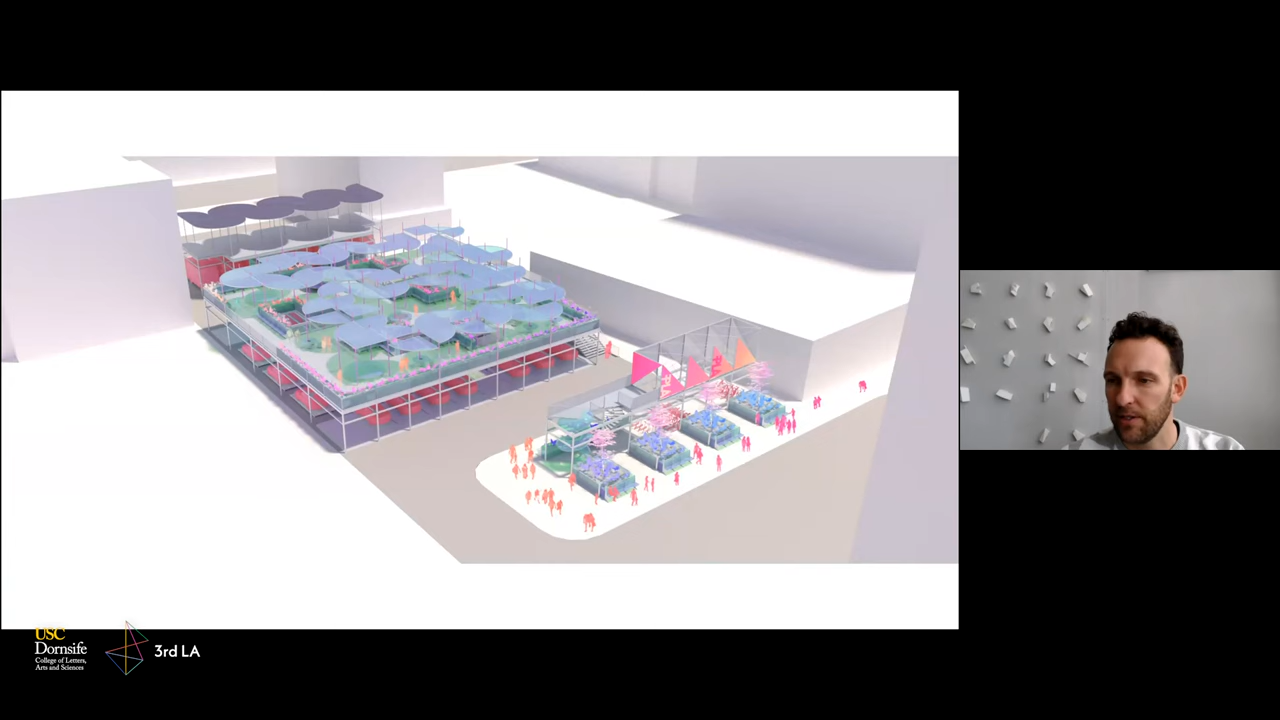 USC
Dornsife
College of Letters,
Arts and Sciences
3rd LA